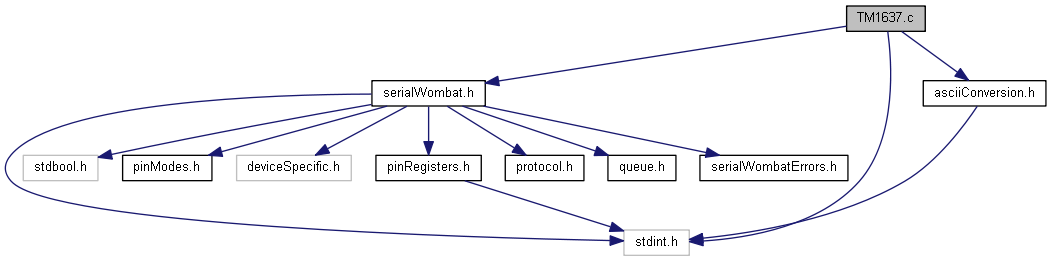 TM1637.c
serialWombat.h
asciiConversion.h
stdbool.h
pinModes.h
deviceSpecific.h
pinRegisters.h
protocol.h
queue.h
serialWombatErrors.h
stdint.h